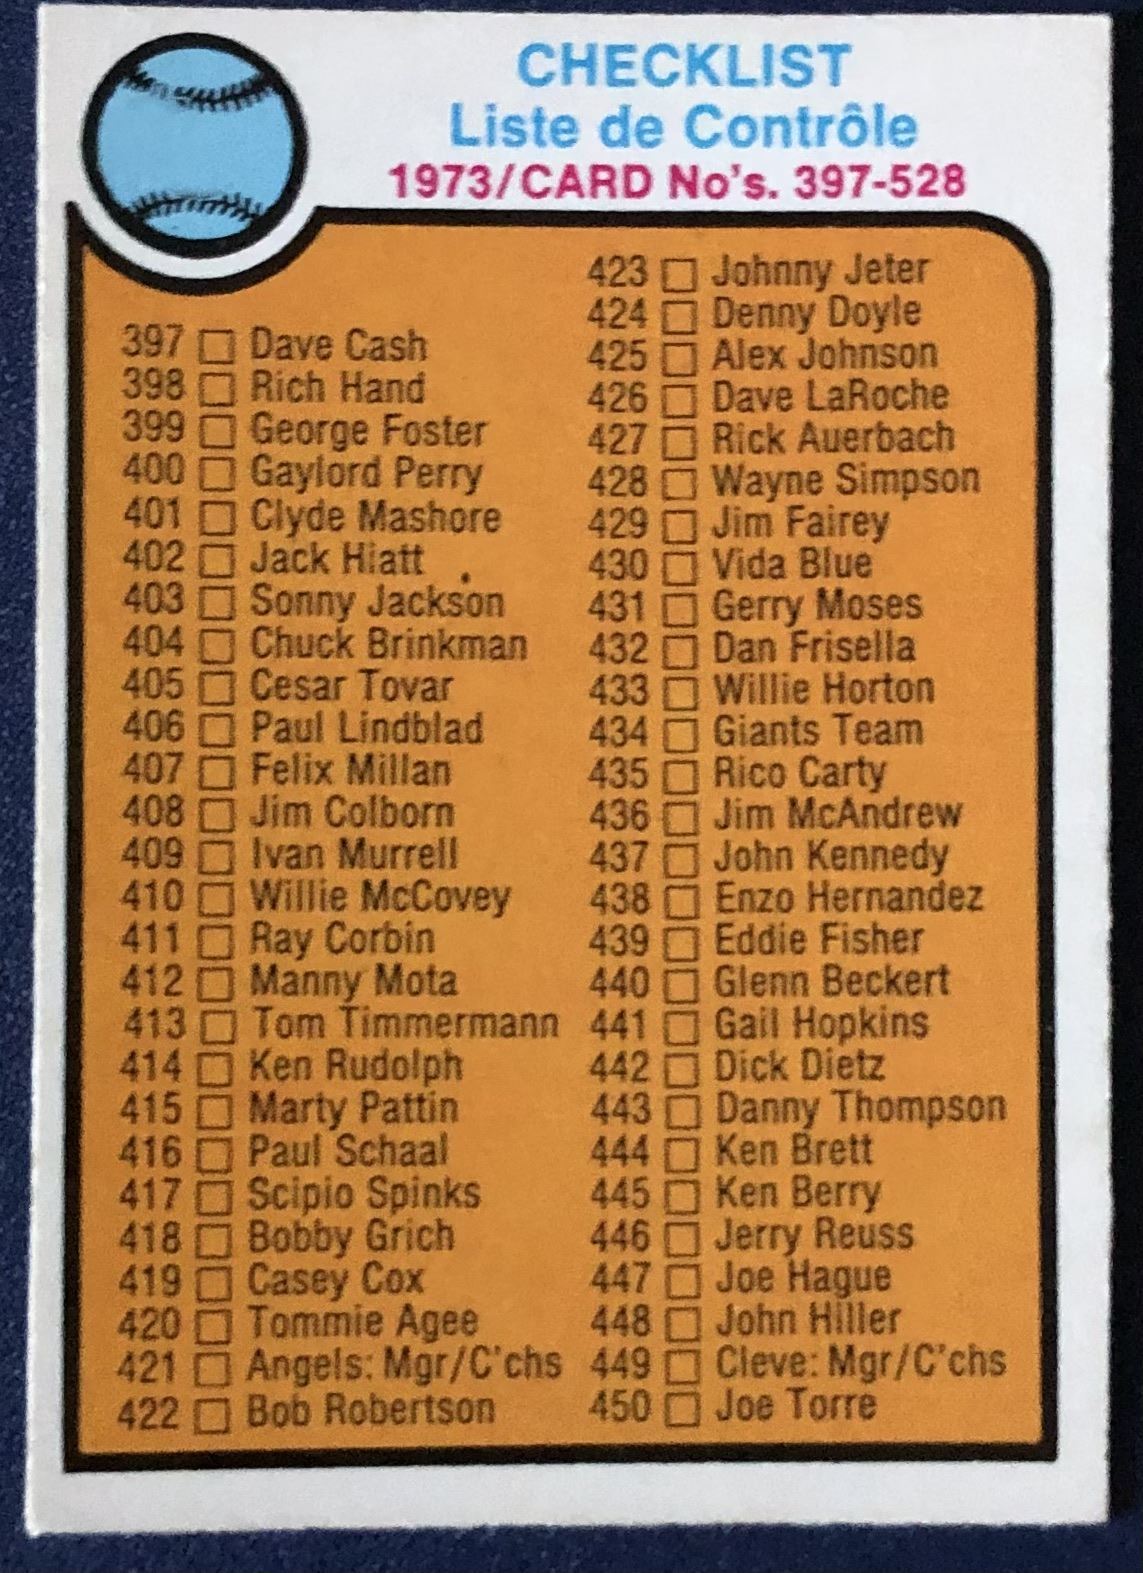 CHECKLIST
Liste de Contrôle
1973/CARD No's. 397-528
397 Dave Cash
398 Rich Hand
399 George Foster
400 Gaylord Perry
401 Clyde Mashore
402 Jack Hiatt
403 Sonny Jackson
404 Chuck Brinkman
405 Cesar Tovar
406 Paul Lindblad
407 Felix Millan
408 Jim Colborn
409 Ivan Murrell
410 Willie McCovey
411 Ray Corbin
412 Manny Mota
413 Tom Timmermann
414 Ken Rudolph
415 Marty Pattin
416 Paul Schaal
417 Scipio Spinks
418 Bobby Grich
419 Casey Cox
420 Tommie Agee
421 Angels: Mgr/C'chs
422 Bob Robertson
423 Johnny Jeter
424 Denny Doyle
425 Alex Johnson
426 Dave LaRoche
427 Rick Auerbach
428 Wayne Simpson
429 Jim Fairey
430 Vida Blue
431 Gerry Moses
432 Dan Frisella
433 Willie Horton
434 Giants Team
435 Rico Carty
436 Jim McAndrew
437 John Kennedy
438 Enzo Hernandez
439 Eddie Fisher
440 Glenn Beckert
441 Gail Hopkins
442 Dick Dietz
443 Danny Thompson
444 Ken Brett
445 Ken Berry
446 Jerry Reuss
447 Joe Hague
448 John Hiller
449 Cleve: Mgr/C'chs
450 Joe Torre